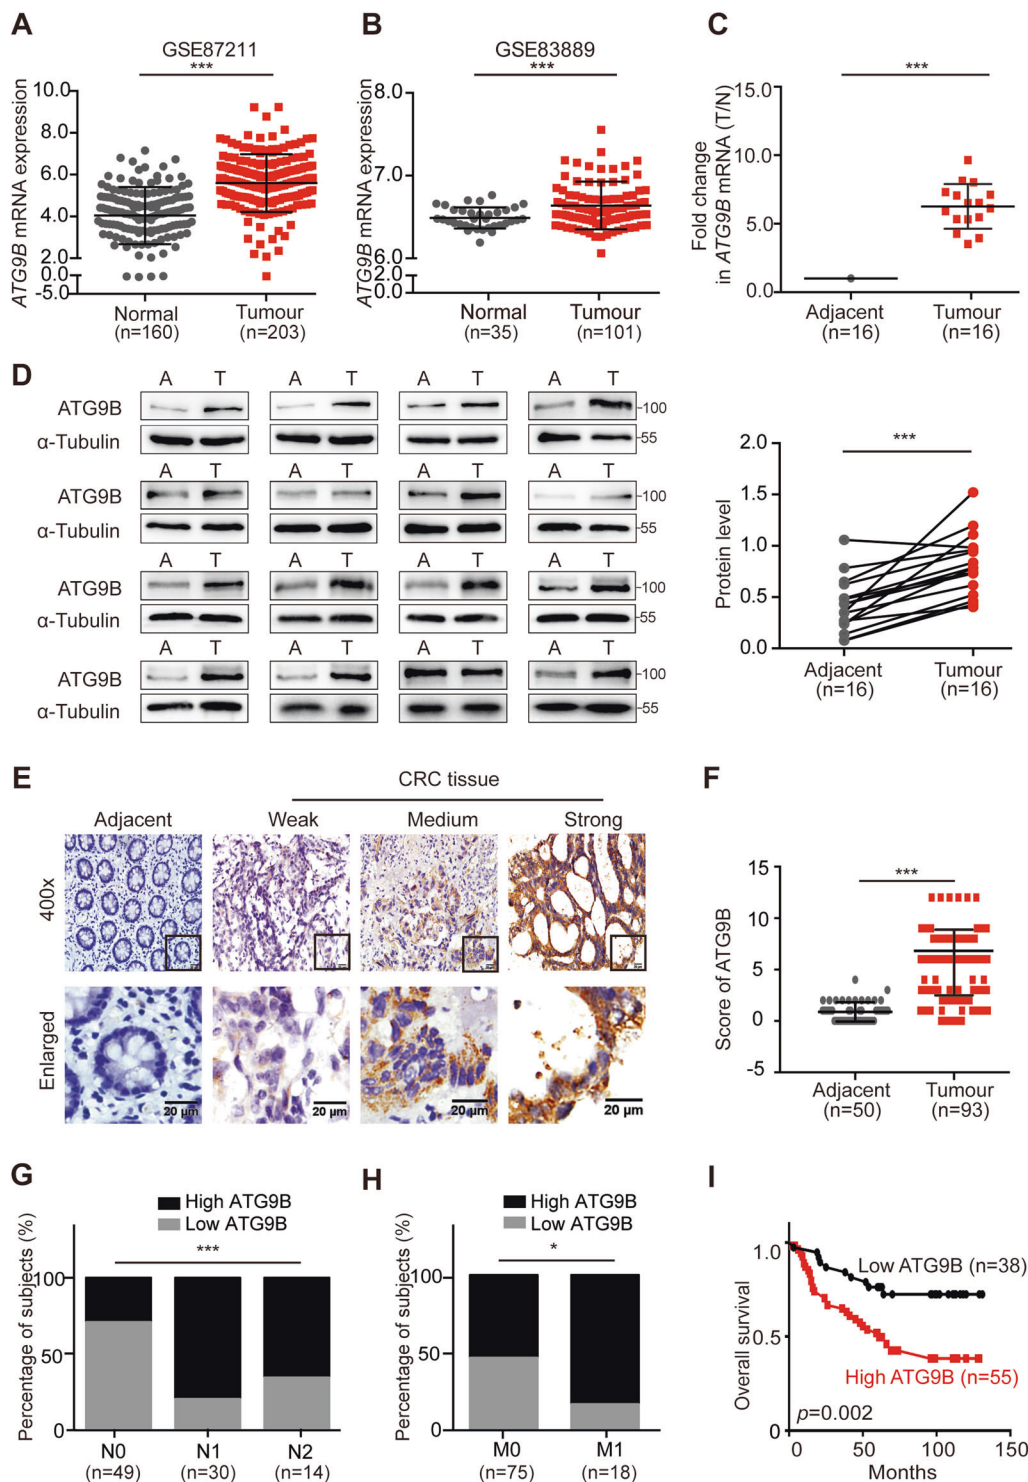 A
GSE87211
***
ATG9B mRNA expression
10.0
8.0
6.0
4.0
2.0
0.0
-5.0
Normal
(n=160)
Tumour
(n=203)
B
GSE83889
***
ATG9B mRNA expression
8.0
7.0
6.0
2.0
0.0
Normal
(n=35)
Tumour
(n=101)
C
***
Fold change
in ATG9B mRNA (T/N)
15.0
10.0
5.0
0.0
Adjacent
(n=16)
Tumour
(n=16)
D
A T A T A T A T
ATG9B
-100
α-Tubulin
-55
A T A T A T A T
ATG9B
-100
α-Tubulin
-55
A T A T A T A T
ATG9B
-100
α-Tubulin
-55
A T A T A T A T
ATG9B
-100
α-Tubulin
-55
***
Protein level
2.0
1.5
1.0
0.5
0.0
Adjacent
(n=16)
Tumour
(n=16)
E
CRC tissue
Adjacent
Weak
Medium
Strong
400x
Enlarged
20 μm
20 μm
20 μm
20 μm
F
***
Score of ATG9B
15
10
5
0
-5
Adjacent
(n=50)
Tumour
(n=93)
G
High ATG9B
Low ATG9B
***
Percentage of subjects (%)
100
50
0
N0
(n=49)
N1
(n=30)
N2
(n=14)
H
High ATG9B
Low ATG9B
*
Percentage of subjects (%)
100
50
0
M0
(n=75)
M1
(n=18)
I
Overall survival
1.0
0.5
0
Low ATG9B (n=38)
High ATG9B (n=55)
p=0.002
0
50
100
150
Months